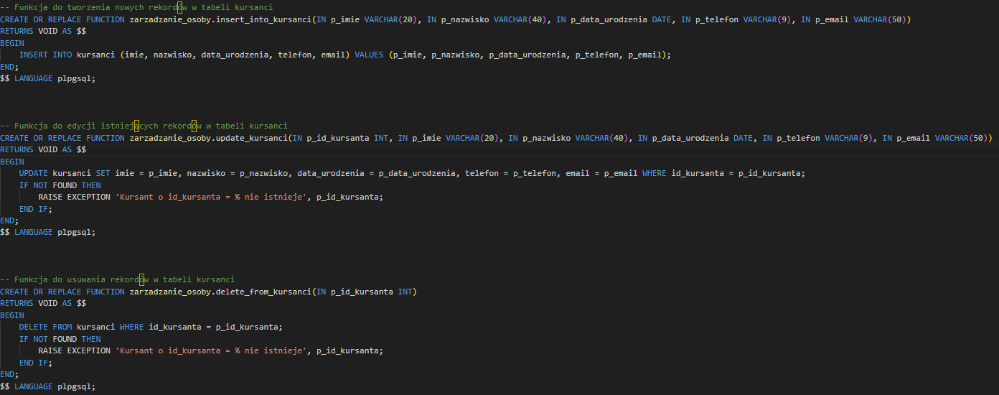 -- Funkcja do tworzenia nowych rekordów w tabeli kursanci
CREATE OR REPLACE FUNCTION zarzadzanie_osoby.insert_into_kursanci(IN p_imie VARCHAR(20), IN p_nazwisko VARCHAR(40), IN p_data_urodzenia DATE, IN p_telefon VARCHAR(9), IN p_email VARCHAR(50))
RETURNS VOID AS $$
BEGIN
    INSERT INTO kursanci (imie, nazwisko, data_urodzenia, telefon, email) VALUES (p_imie, p_nazwisko, p_data_urodzenia, p_telefon, p_email);
END;
$$ LANGUAGE plpgsql;
-- Funkcja do edycji istniejących rekordów w tabeli kursanci
CREATE OR REPLACE FUNCTION zarzadzanie_osoby.update_kursanci(IN p_id_kursanta INT, IN p_imie VARCHAR(20), IN p_nazwisko VARCHAR(40), IN p_data_urodzenia DATE, IN p_telefon VARCHAR(9), IN p_email VARCHAR(50))
RETURNS VOID AS $$
BEGIN
    UPDATE kursanci SET imie = p_imie, nazwisko = p_nazwisko, data_urodzenia = p_data_urodzenia, telefon = p_telefon, email = p_email WHERE id_kursanta = p_id_kursanta;
    IF NOT FOUND THEN
        RAISE EXCEPTION 'Kursant o id_kursanta = % nie istnieje', p_id_kursanta;
    END IF;
END;
$$ LANGUAGE plpgsql;
-- Funkcja do usuwania rekordów w tabeli kursanci
CREATE OR REPLACE FUNCTION zarzadzanie_osoby.delete_from_kursanci(IN p_id_kursanta INT)
RETURNS VOID AS $$
BEGIN
    DELETE FROM kursanci WHERE id_kursanta = p_id_kursanta;
    IF NOT FOUND THEN
        RAISE EXCEPTION 'Kursant o id_kursanta = % nie istnieje', p_id_kursanta;
    END IF;
END;
$$ LANGUAGE plpgsql;